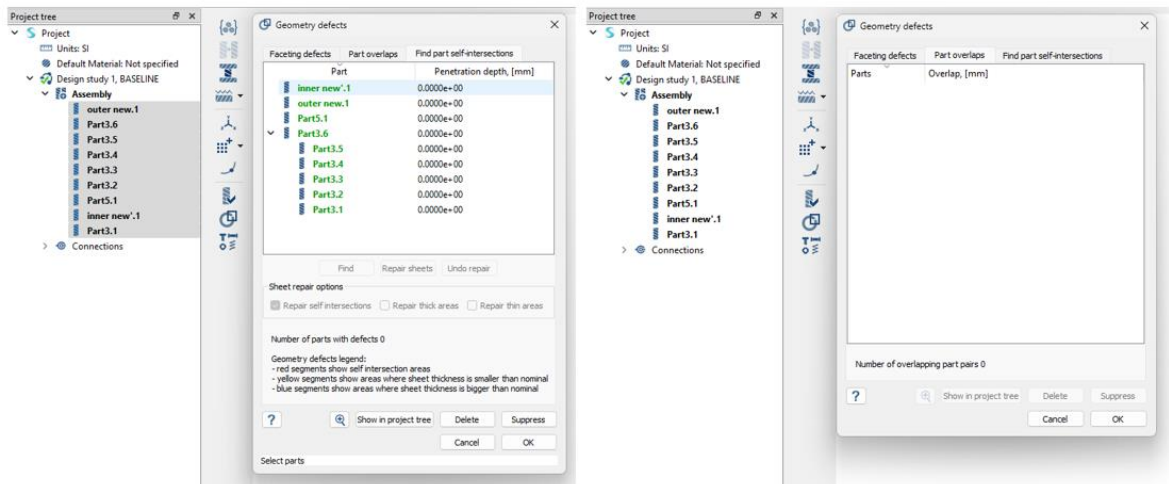 Project tree
Project
Units: SI
Default Material: Not specified
Design study 1, BASELINE
Assembly
outer new.1
Part3.6
Part3.5
Part3.4
Part3.3
Part3.2
Part5.1
inner new'.1
Part3.1
Connections
Geometry defects
Faceting defects Part overlaps Find part self-intersections
Part Penetration depth, [mm]
inner new'.1 0.0000e+00
outer new.1 0.0000e+00
Part5.1 0.0000e+00
Part3.6 0.0000e+00
Part3.5 0.0000e+00
Part3.4 0.0000e+00
Part3.3 0.0000e+00
Part3.2 0.0000e+00
Part3.1 0.0000e+00
Find Repair sheets Undo repair
Sheet repair options
Repair self intersections Repair thick areas Repair thin areas
Number of parts with defects 0
Geometry defects legend:
- red segments show self intersection areas
- yellow segments show areas where sheet thickness is smaller than nominal
- blue segments show areas where sheet thickness is bigger than nominal
? Show in project tree Delete Suppress
Cancel OK
Select parts
Project tree
Project
Units: SI
Default Material: Not specified
Design study 1, BASELINE
Assembly
outer new.1
Part3.6
Part3.5
Part3.4
Part3.3
Part3.2
Part5.1
inner new'.1
Part3.1
Connections
Geometry defects
Faceting defects Part overlaps Find part self-intersections
Parts Overlap, [mm]
Number of overlapping part pairs 0
? Show in project tree Delete Suppress
Cancel OK